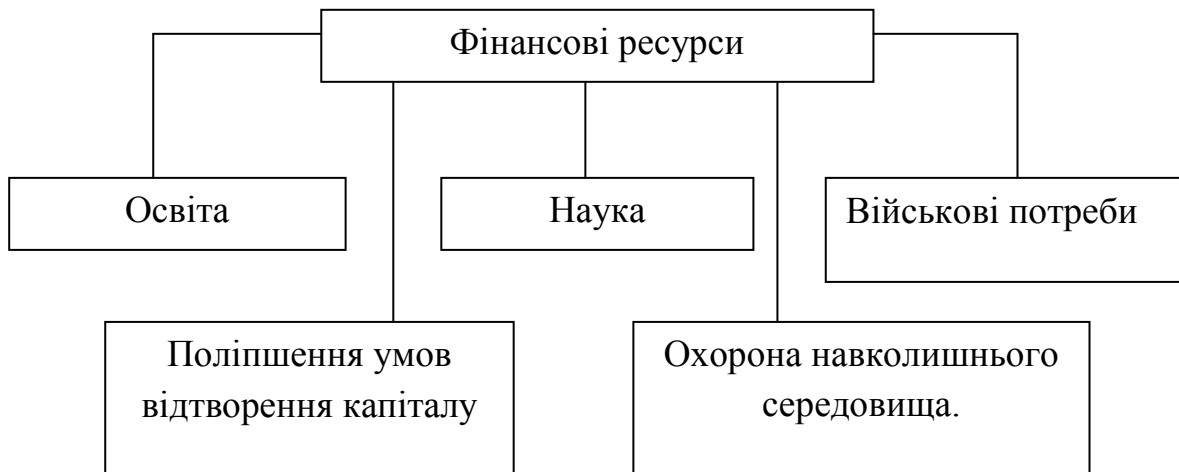 Фінансові ресурси
Освіта
Наука
Військові потреби
Поліпшення умов
відтворення капіталу
Охорона навколишнього
середовища.